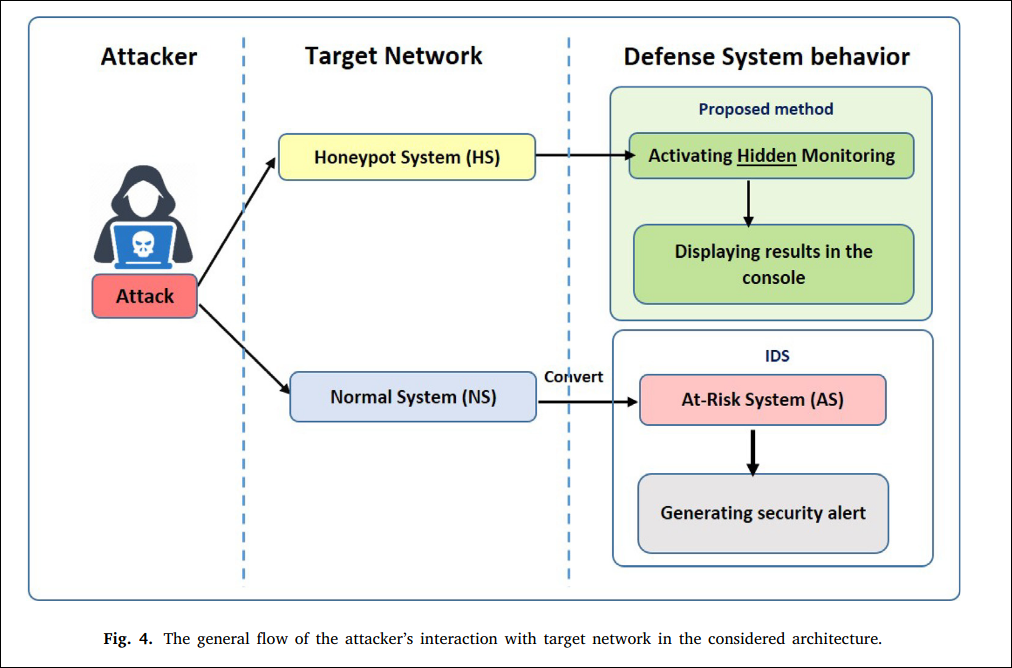 Attacker
Target Network
Defense System behavior
Proposed method
Honeypot System (HS)
Activating Hidden Monitoring
Displaying results in the
console
Attack
IDS
Normal System (NS)
Convert
At-Risk System (AS)
Generating security alert
Fig. 4. The general flow of the attacker's interaction with target network in the considered architecture.